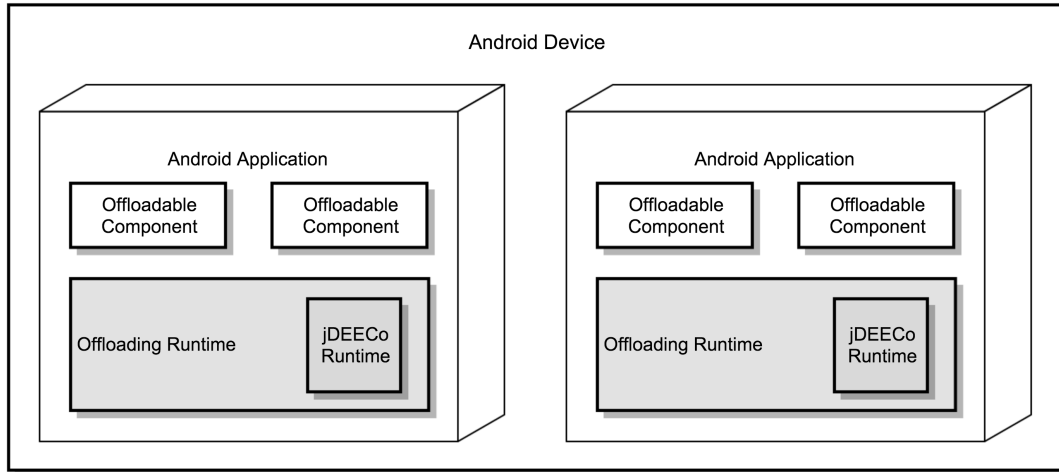 Android Device
Android Application
Offloadable
Component
Offloadable
Component
Offloading Runtime
jDEECo
Runtime
Android Application
Offloadable
Component
Offloadable
Component
Offloading Runtime
jDEECo
Runtime